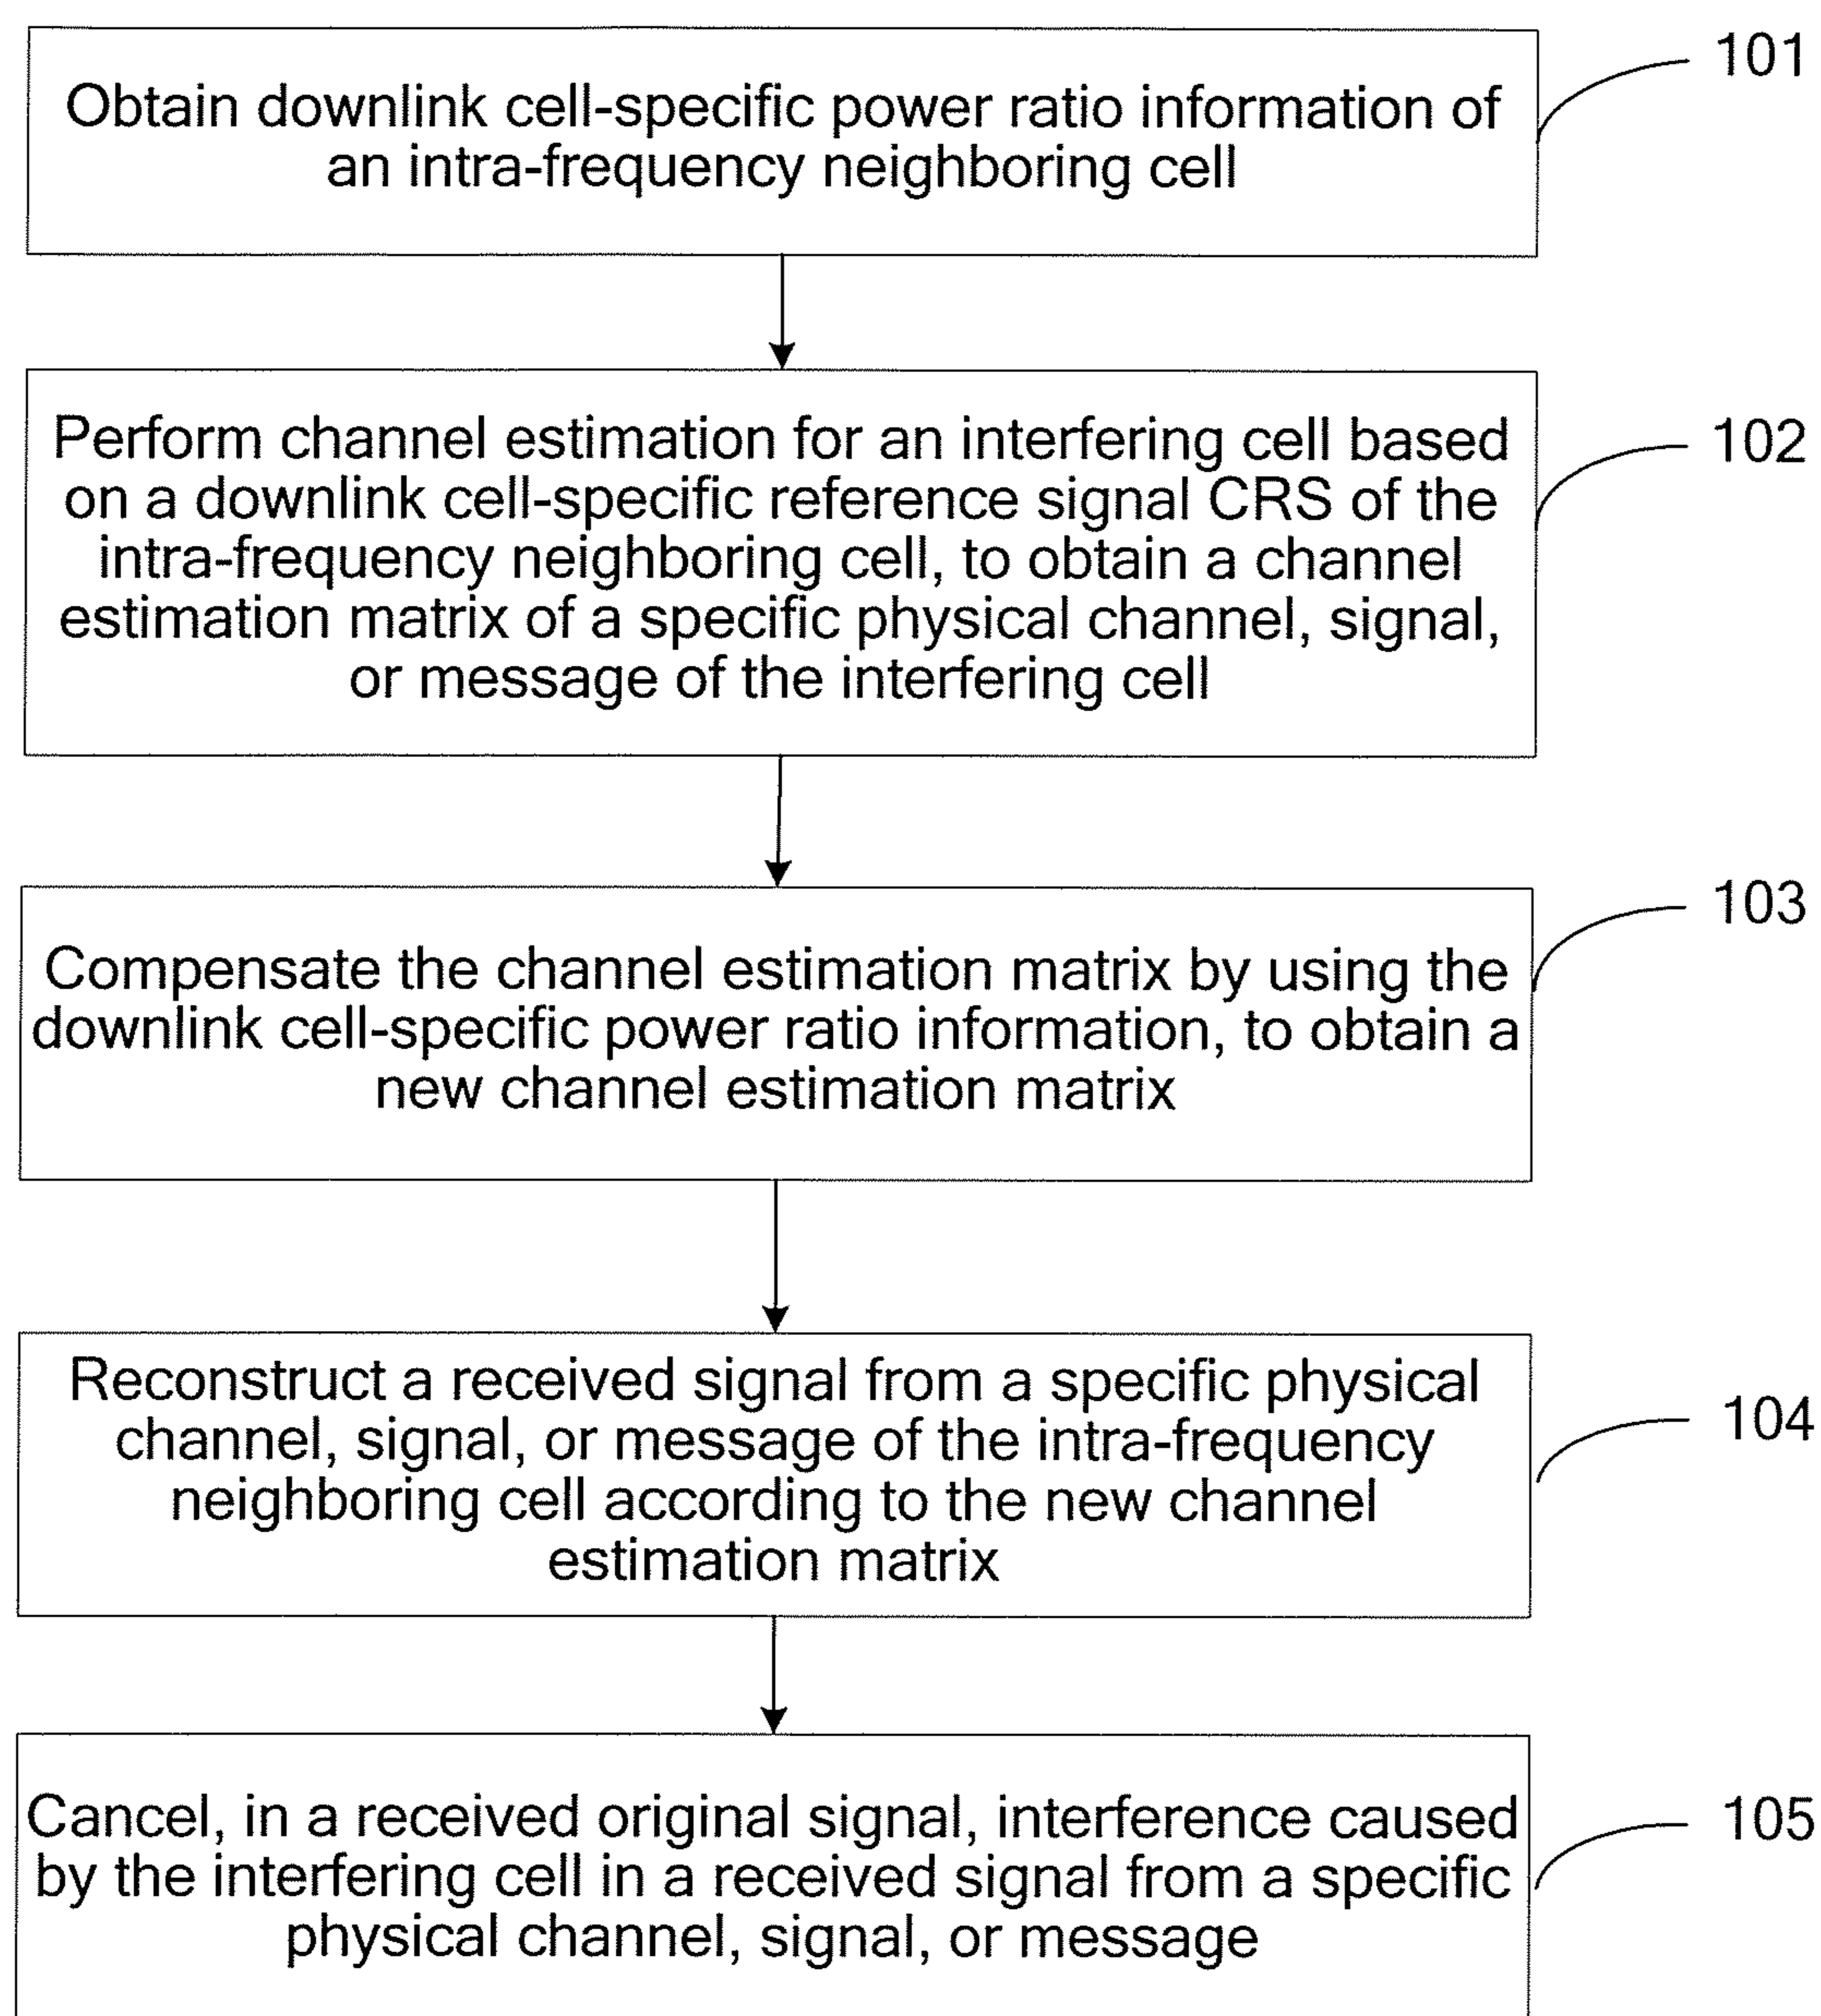 Obtain downlink cell-specific power ratio information of
an intra-frequency neighboring cell
101
Perform channel estimation for an interfering cell based
on a downlink cell-specific reference signal CRS of the
intra-frequency neighboring cell, to obtain a channel
estimation matrix of a specific physical channel, signal,
or message of the interfering cell
102
Compensate the channel estimation matrix by using the
downlink cell-specific power ratio information, to obtain a
new channel estimation matrix
103
Reconstruct a received signal from a specific physical
channel, signal, or message of the intra-frequency
neighboring cell according to the new channel
estimation matrix
104
Cancel, in a received original signal, interference caused
by the interfering cell in a received signal from a specific
physical channel, signal, or message
105